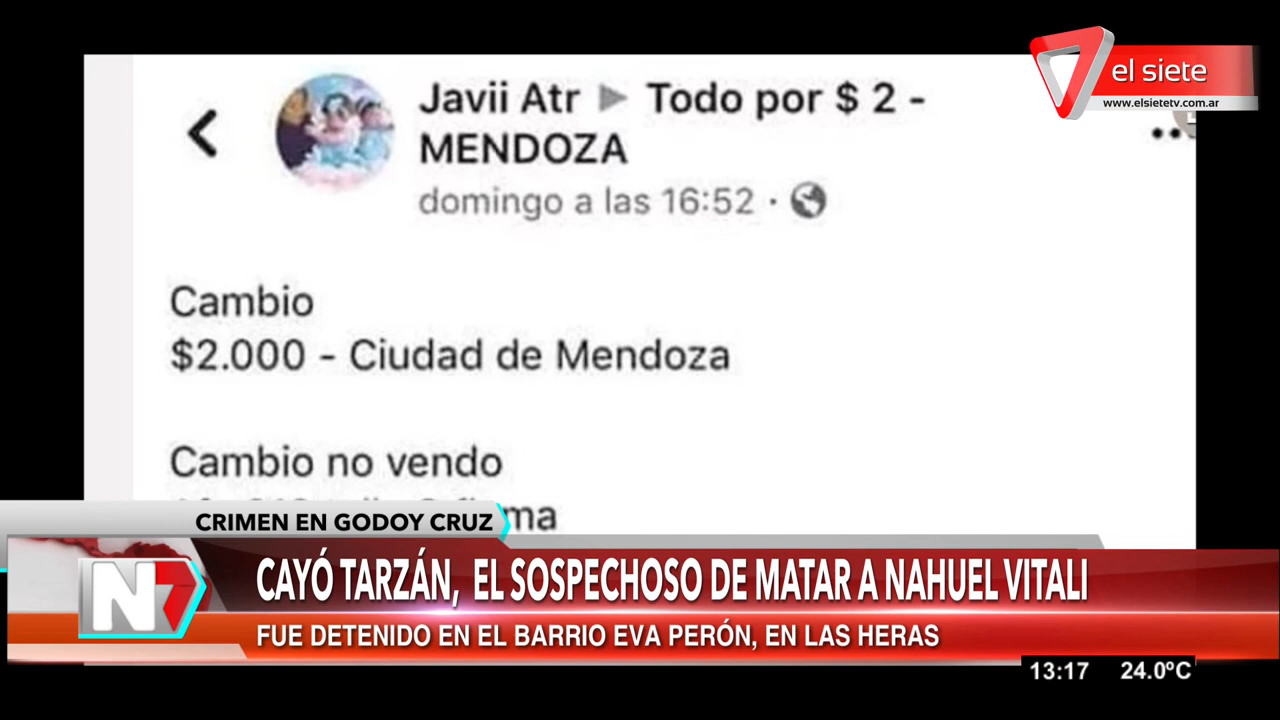 el siete
www.elsietetv.com.ar
Javii Atr ▶ Todo por $ 2 -
MENDOZA
domingo a las 16:52 ·
Cambio
$2.000 - Ciudad de Mendoza
Cambio no vendo
CRIMEN EN GODOY CRUZ
N7
CAYÓ TARZÁN, EL SOSPECHOSO DE MATAR A NAHUEL VITALI
FUE DETENIDO EN EL BARRIO EVA PERÓN, EN LAS HERAS
13:17 24.0ºC